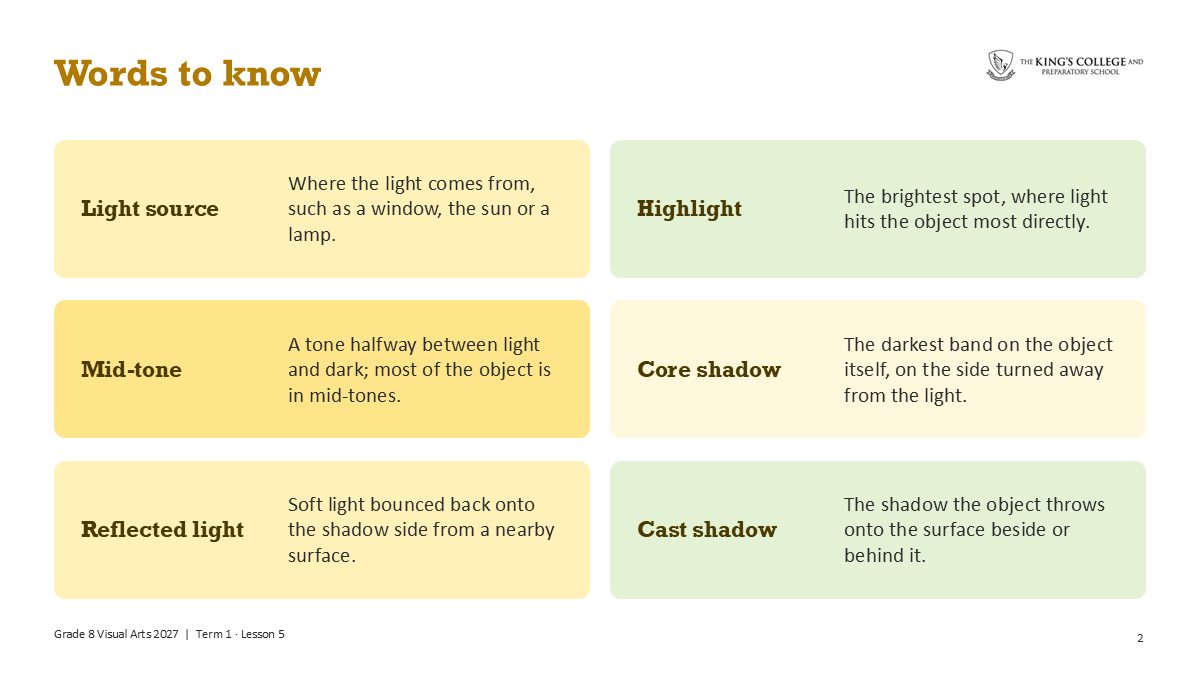 Words to know
THE KING'S COLLEGE AND
PREPARATORY SCHOOL
Light source
Where the light comes from,
such as a window, the sun or a
lamp.
Highlight
The brightest spot, where light
hits the object most directly.
Mid-tone
A tone halfway between light
and dark; most of the object is
in mid-tones.
Core shadow
The darkest band on the object
itself, on the side turned away
from the light.
Reflected light
Soft light bounced back onto
the shadow side from a nearby
surface.
Cast shadow
The shadow the object throws
onto the surface beside or
behind it.
Grade 8 Visual Arts 2027 | Term 1 · Lesson 5
2